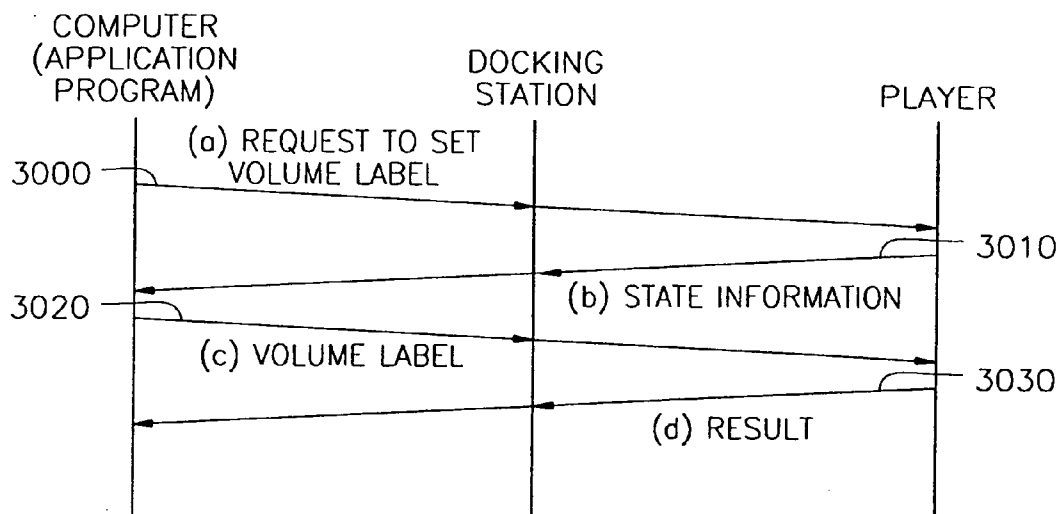 COMPUTER
(APPLICATION
PROGRAM)
DOCKING
STATION
PLAYER
(a) REQUEST TO SET
VOLUME LABEL
3000
3010
(b) STATE INFORMATION
3020
(c) VOLUME LABEL
3030
(d) RESULT